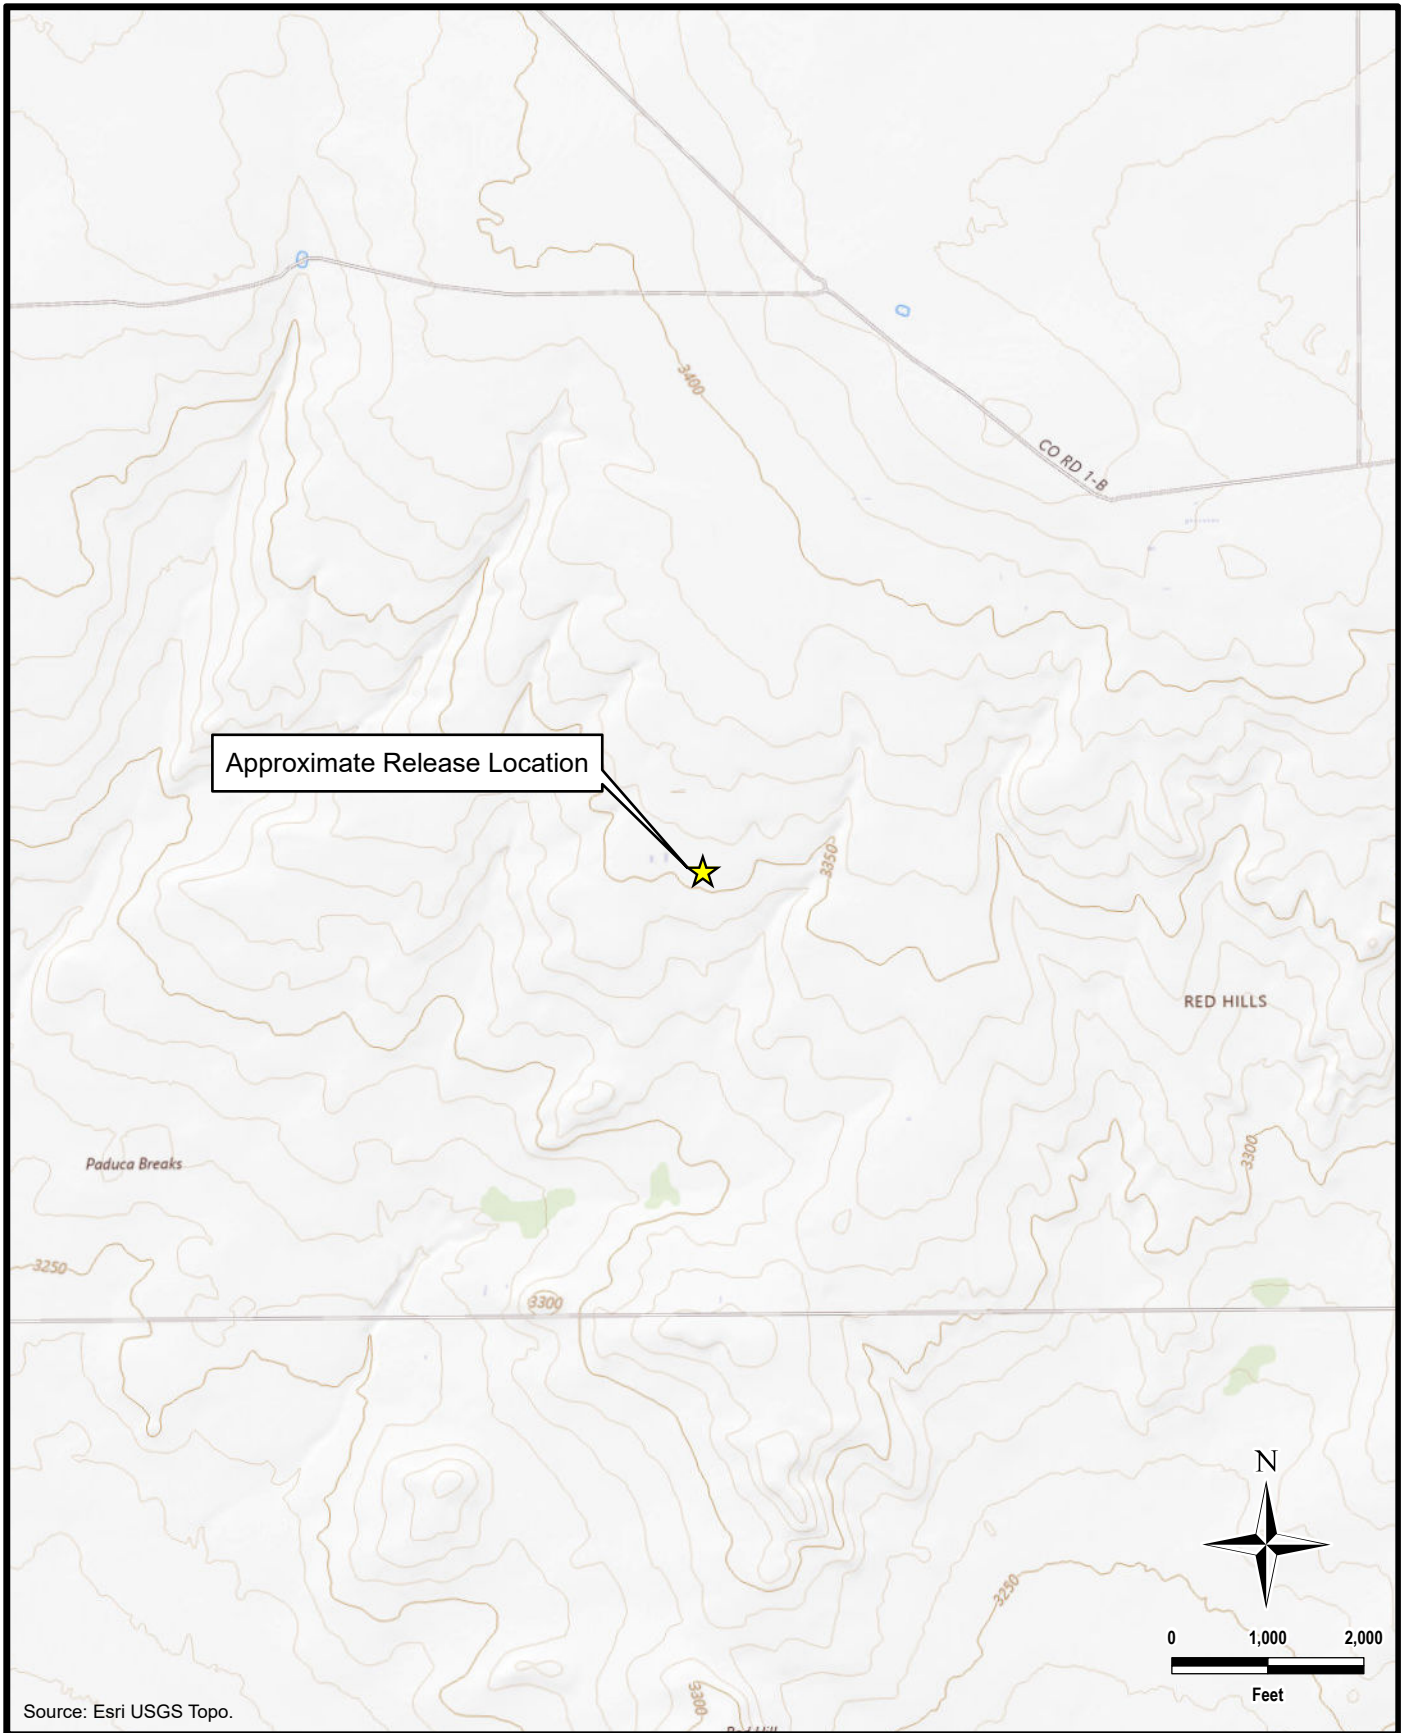 3400
CO RD 1-B
Approximate Release Location
3350
RED HILLS
3300
Paduca Breaks
3250
3300
N
3250
0 1,000 2,000
Feet
3300
Source: Esri USGS Topo.